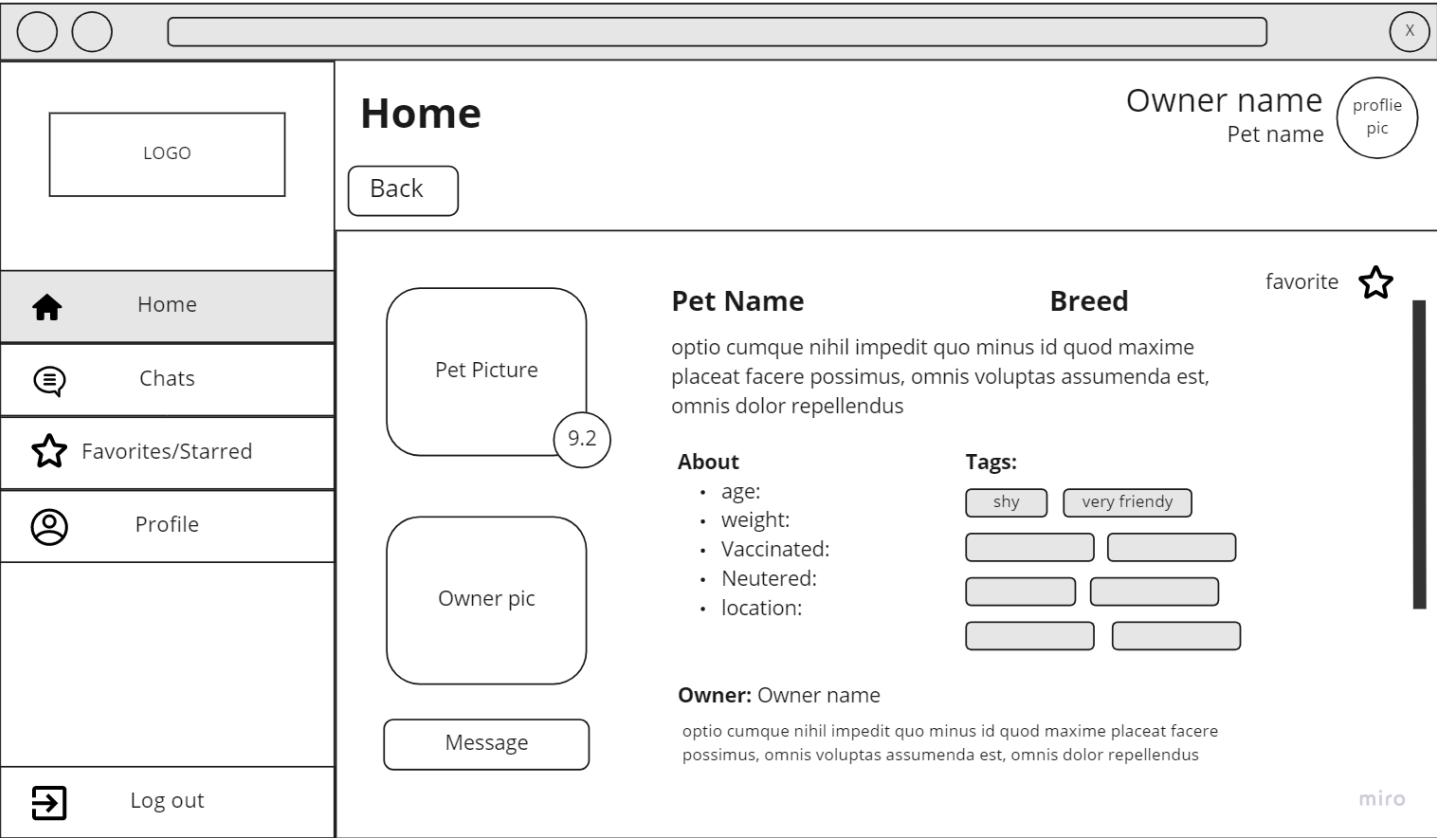 X
LOGO
Home
Back
Owner name
Pet name
proflie
pic
Home
Chats
Favorites/Starred
Profile
Log out
Pet Picture
9.2
Owner pic
Message
favorite
Pet Name
Breed
optio cumque nihil impedit quo minus id quod maxime
placeat facere possimus, omnis voluptas assumenda est,
omnis dolor repellendus
About
• age:
• weight:
• Vaccinated:
• Neutered:
• location:
Tags:
shy
very friendy
Owner: Owner name
optio cumque nihil impedit quo minus id quod maxime placeat facere
possimus, omnis voluptas assumenda est, omnis dolor repellendus
miro